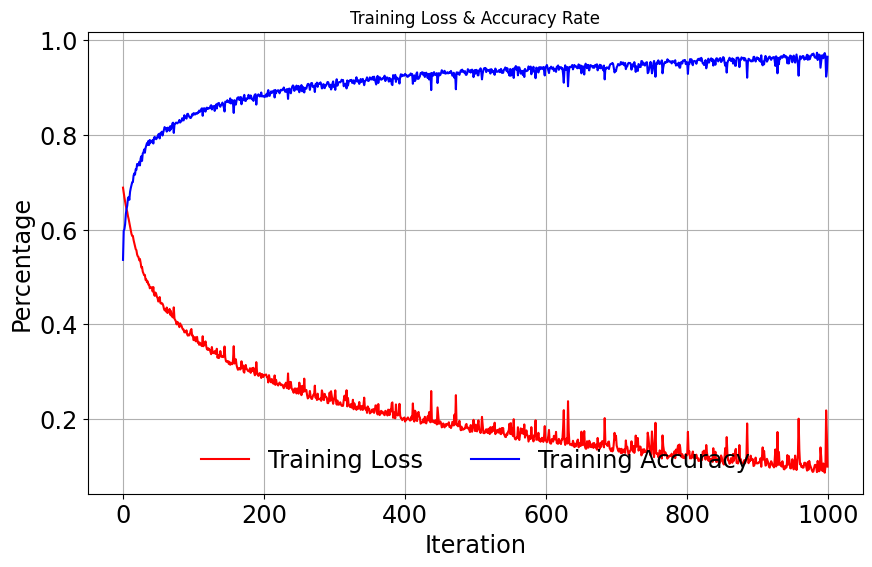 Training Loss & Accuracy Rate
1.0
0.8
0.6
0.4
0.2
Percentage
Training Loss Training Accuracy
0 200 400 600 800 1000
Iteration